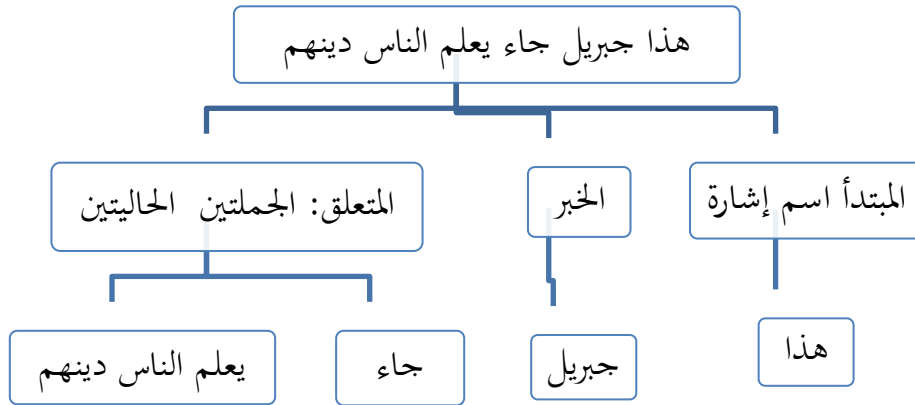 هذا جبريل جاء يعلم الناس دينهم
المبتدأ اسم إشارة
الخبر
المتعلق: الجملتين الحاليتين
هذا
جبريل
جاء
يعلم الناس دينهم